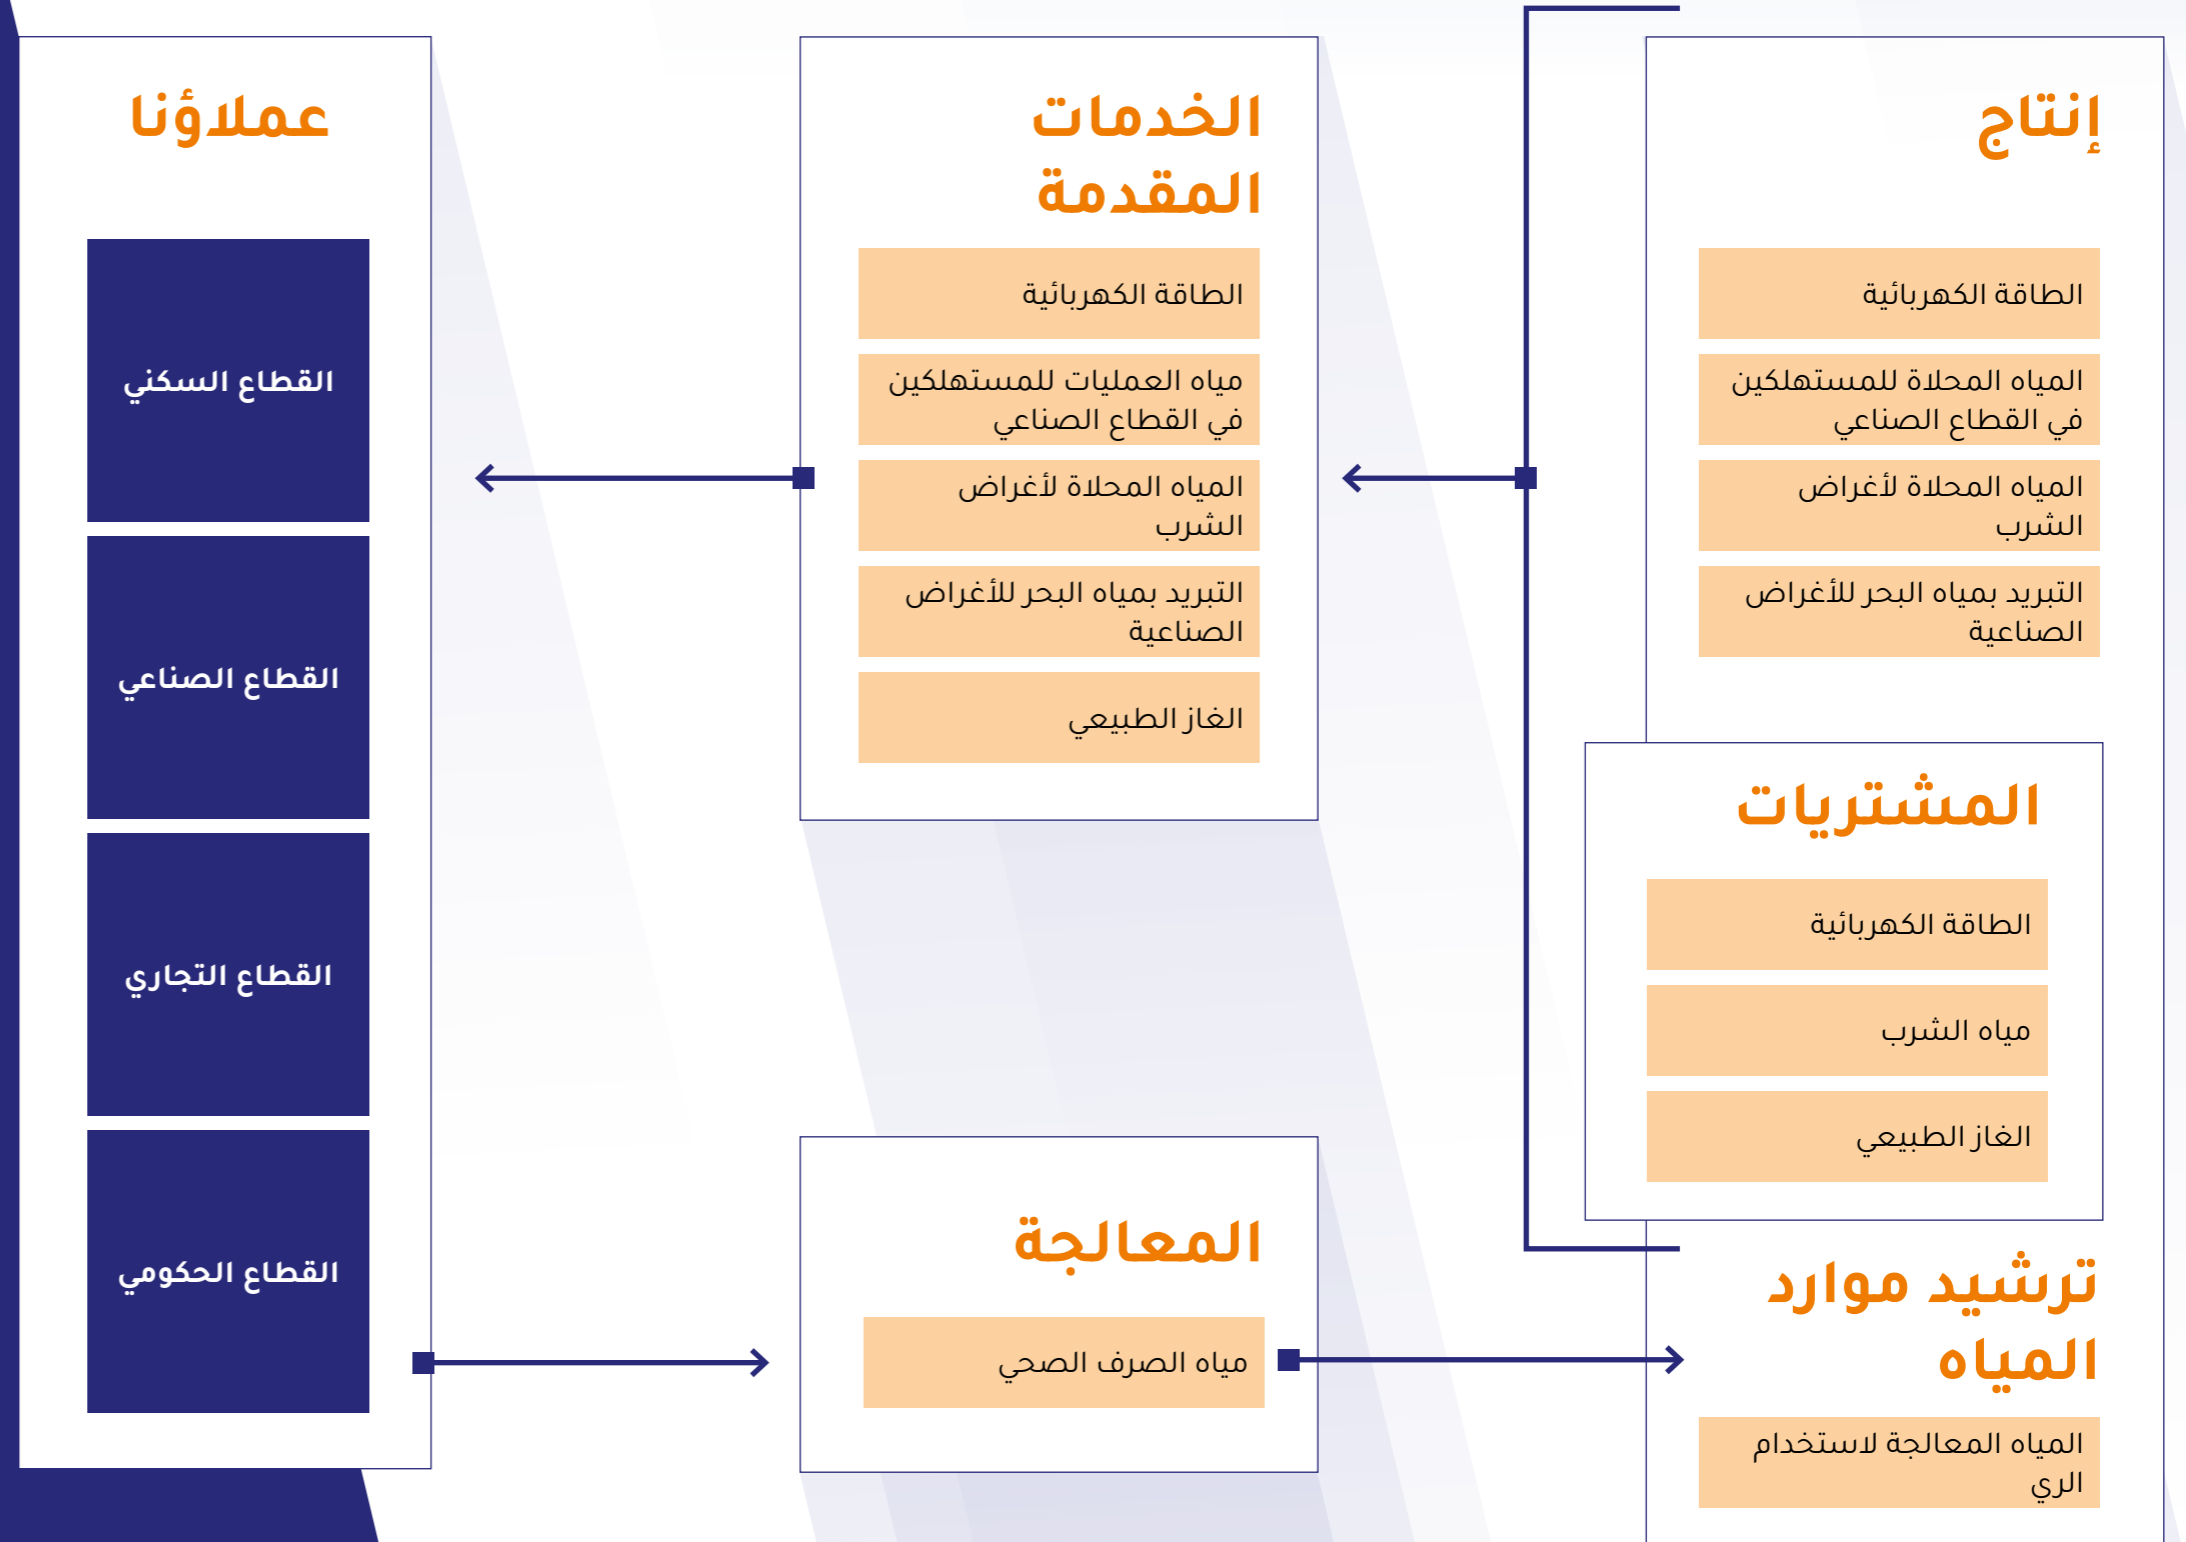 إنتاج
الطاقة الكهربائية
المياه المحلاة للمستهلكين
في القطاع الصناعي
المياه المحلاة لأغراض
الشرب
التبريد بمياه البحر للأغراض
الصناعية
المشتريات
الطاقة الكهربائية
مياه الشرب
الغاز الطبيعي
ترشيد موارد
المياه
المياه المعالجة لاستخدام
الري
الخدمات
المقدمة
الطاقة الكهربائية
مياه العمليات للمستهلكين
في القطاع الصناعي
المياه المحلاة لأغراض
الشرب
التبريد بمياه البحر للأغراض
الصناعية
الغاز الطبيعي
المعالجة
مياه الصرف الصحي
عملاؤنا
القطاع السكني
القطاع الصناعي
القطاع التجاري
القطاع الحكومي